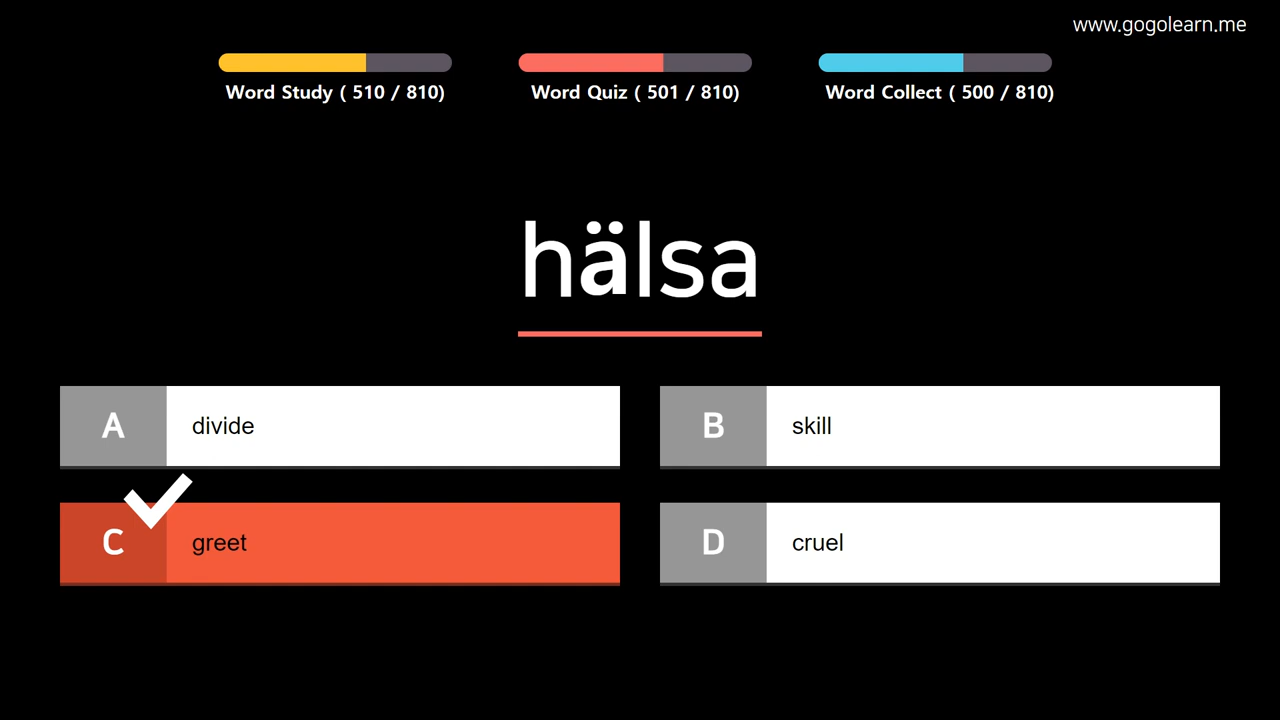 www.gogolearn.me
Word Study ( 510 / 810)
Word Quiz ( 501 / 810)
Word Collect ( 500 / 810)
hälsa
A
divide
B
skill
C
greet
D
cruel